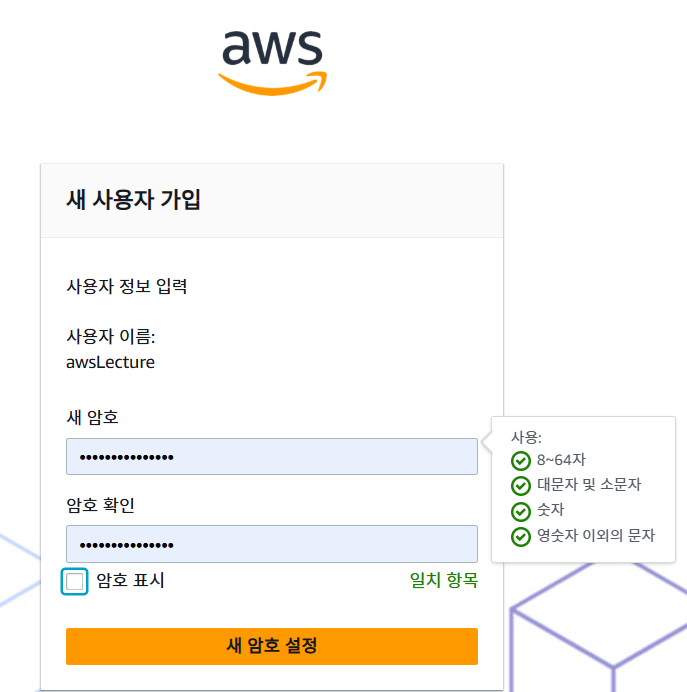 aws
새 사용자 가입
사용자 정보 입력
사용자 이름:
awsLecture
새 암호
•••••••••••••••
사용:
8~64자
대문자 및 소문자
숫자
영숫자 이외의 문자
암호 확인
•••••••••••••••
암호 표시
일치 항목
새 암호 설정